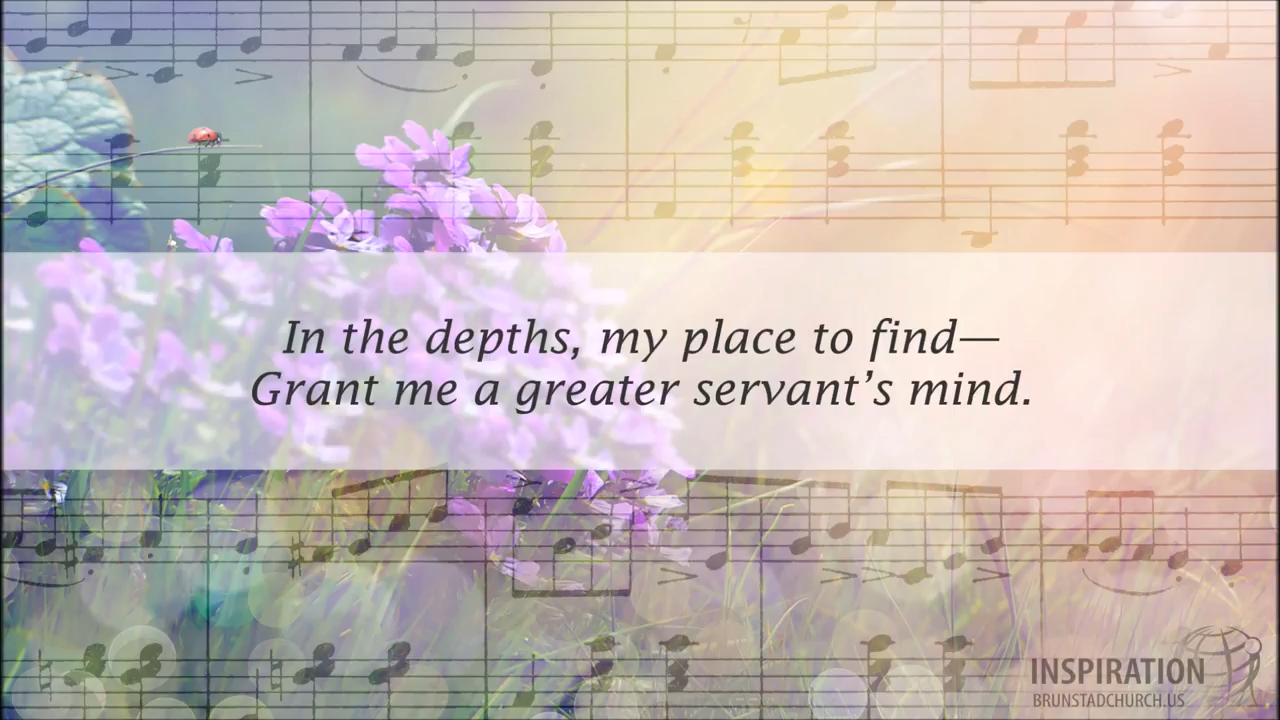 In the depths, my place to find—
Grant me a greater servant’s mind.
INSPIRATION
BRUNSTADCHURCH.US